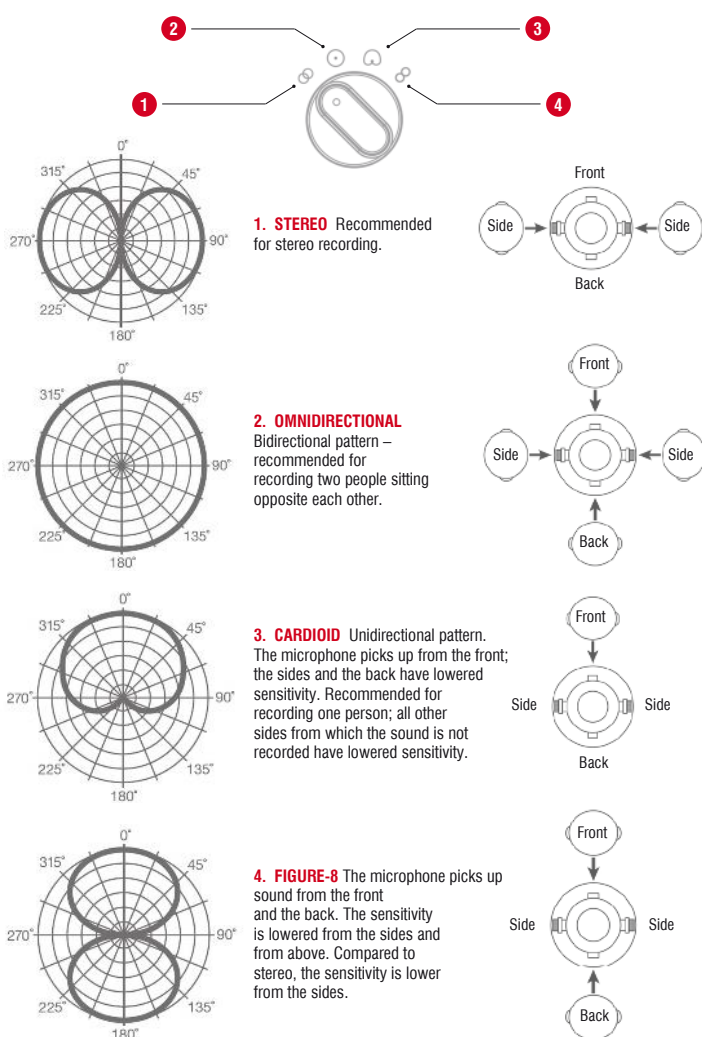 2
3
1
4
0°
315°
45°
270°
90°
225°
135°
180°
1. STEREO Recommended
for stereo recording.
Front
Side
Side
Back
0°
315°
45°
270°
90°
225°
135°
180°
2. OMNIDIRECTIONAL
Bidirectional pattern –
recommended for
recording two people sitting
opposite each other.
Front
Side
Side
Back
0°
315°
45°
270°
90°
225°
135°
180°
3. CARDIOID Unidirectional pattern.
The microphone picks up from the front;
the sides and the back have lowered
sensitivity. Recommended for
recording one person; all other
sides from which the sound is not
recorded have lowered sensitivity.
Front
Side
Side
Back
0°
315°
45°
270°
90°
225°
135°
180°
4. FIGURE-8 The microphone picks up
sound from the front
and the back. The sensitivity
is lowered from the sides and
from above. Compared to
stereo, the sensitivity is lower
from the sides.
Front
Side
Side
Back